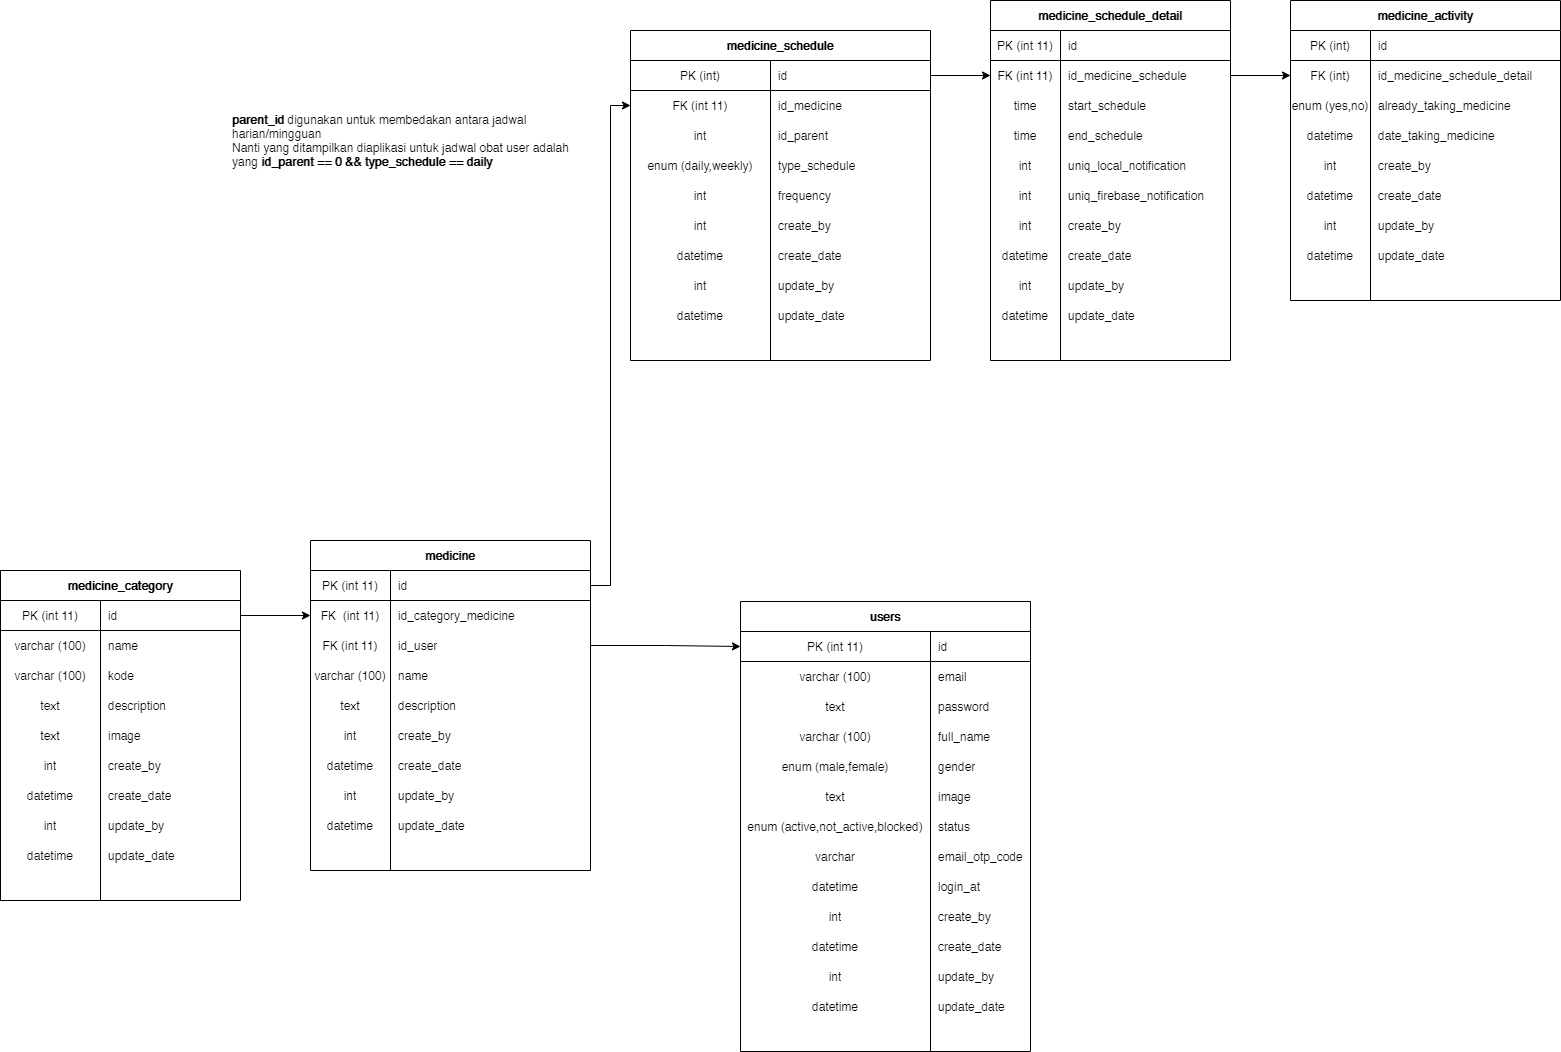 parent_id digunakan untuk membedakan antara jadwal
harian/mingguan
Nanti yang ditampilkan diaplikasi untuk jadwal obat user adalah
yang id_parent == 0 && type_schedule == daily
medicine_schedule
PK (int) id
FK (int 11) id_medicine
int id_parent
enum (daily,weekly) type_schedule
int frequency
int create_by
datetime create_date
int update_by
datetime update_date
medicine_schedule_detail
PK (int 11) id
FK (int 11) id_medicine_schedule
time start_schedule
time end_schedule
int uniq_local_notification
int uniq_firebase_notification
int create_by
datetime create_date
int update_by
datetime update_date
medicine_activity
PK (int) id
FK (int) id_medicine_schedule_detail
enum (yes,no) already_taking_medicine
datetime date_taking_medicine
int create_by
datetime create_date
int update_by
datetime update_date
medicine_category
PK (int 11) id
varchar (100) name
varchar (100) kode
text description
text image
int create_by
datetime create_date
int update_by
datetime update_date
medicine
PK (int 11) id
FK (int 11) id_category_medicine
FK (int 11) id_user
varchar (100) name
text description
int create_by
datetime create_date
int update_by
datetime update_date
users
PK (int 11) id
varchar (100) email
text password
varchar (100) full_name
enum (male,female) gender
text image
enum (active,not_active,blocked) status
varchar email_otp_code
datetime login_at
int create_by
datetime create_date
int update_by
datetime update_date